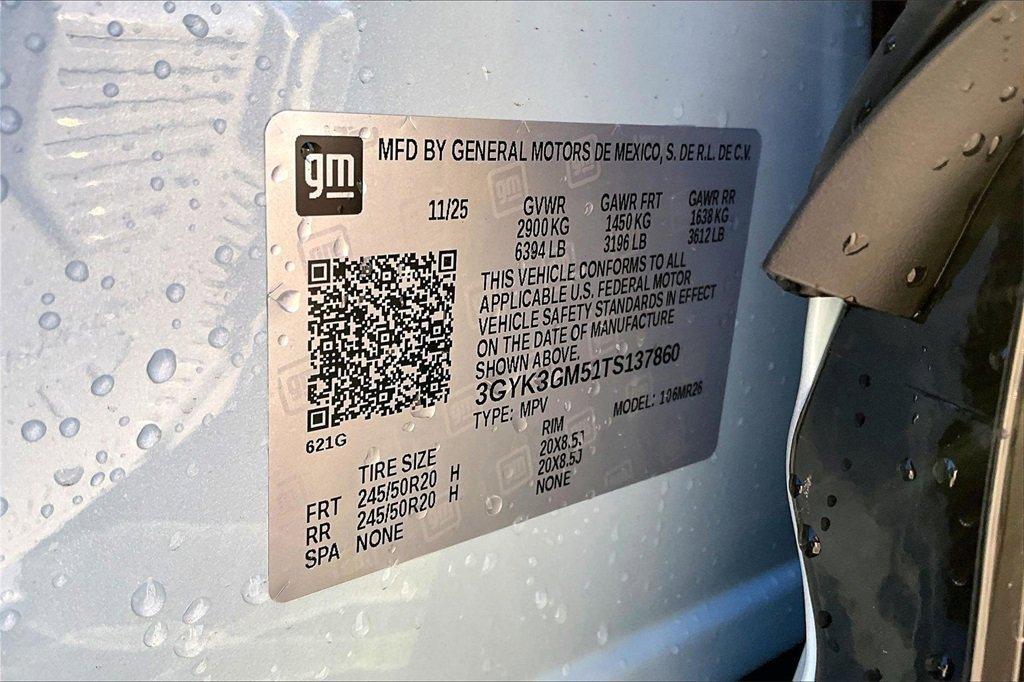 gm
MFD BY GENERAL MOTORS DE MEXICO, S. DE R.L. DE C.V.
11/25 GVWR GAWR FRT GAWR RR
2900 KG 1450 KG 1638 KG
6394 LB 3196 LB 3612 LB
THIS VEHICLE CONFORMS TO ALL
APPLICABLE U.S. FEDERAL MOTOR
VEHICLE SAFETY STANDARDS IN EFFECT
ON THE DATE OF MANUFACTURE
SHOWN ABOVE.
3GYK3GM51TS137860
TYPE: MPV MODEL: 106MR26
621G
TIRE SIZE RIM
FRT 245/50R20 H 20X8.5J
RR 245/50R20 H 20X8.5J
SPA NONE NONE